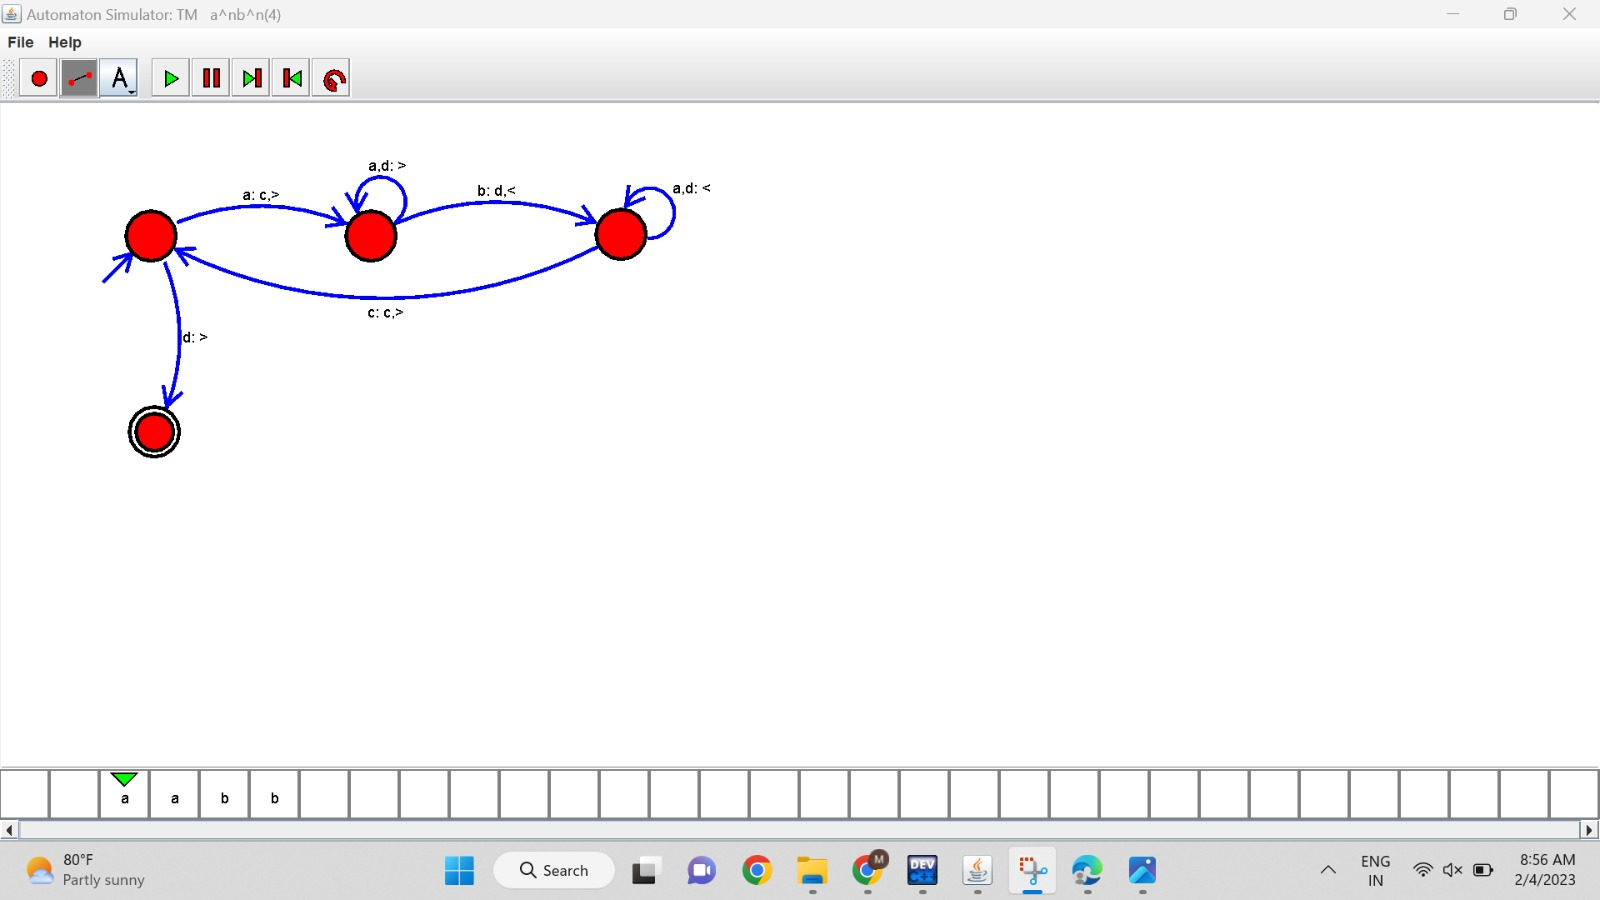 Automaton Simulator: TM a^nb^n(4)
File Help
A
a,d: >
a: c,>
b: d,<
a,d: <
c: c,>
d: >
a a b b
80°F
Partly sunny
Search
M
DEV
C++
ENG
IN
8:56 AM
2/4/2023